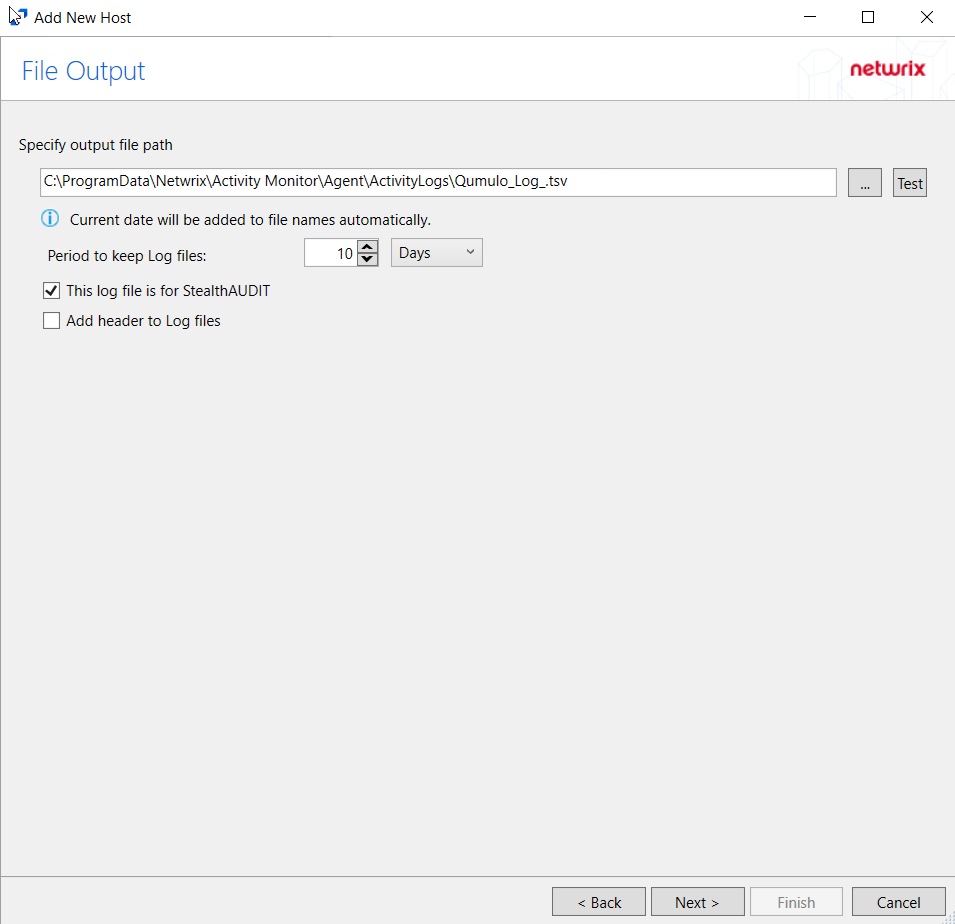 Add New Host
File Output
netwrix
Specify output file path
C:\ProgramData\Netwrix\Activity Monitor\Agent\ActivityLogs\Qumulo_Log_.tsv
...
Test
Current date will be added to file names automatically.
Period to keep Log files:
10
Days
This log file is for StealthAUDIT
Add header to Log files
< Back
Next >
Finish
Cancel